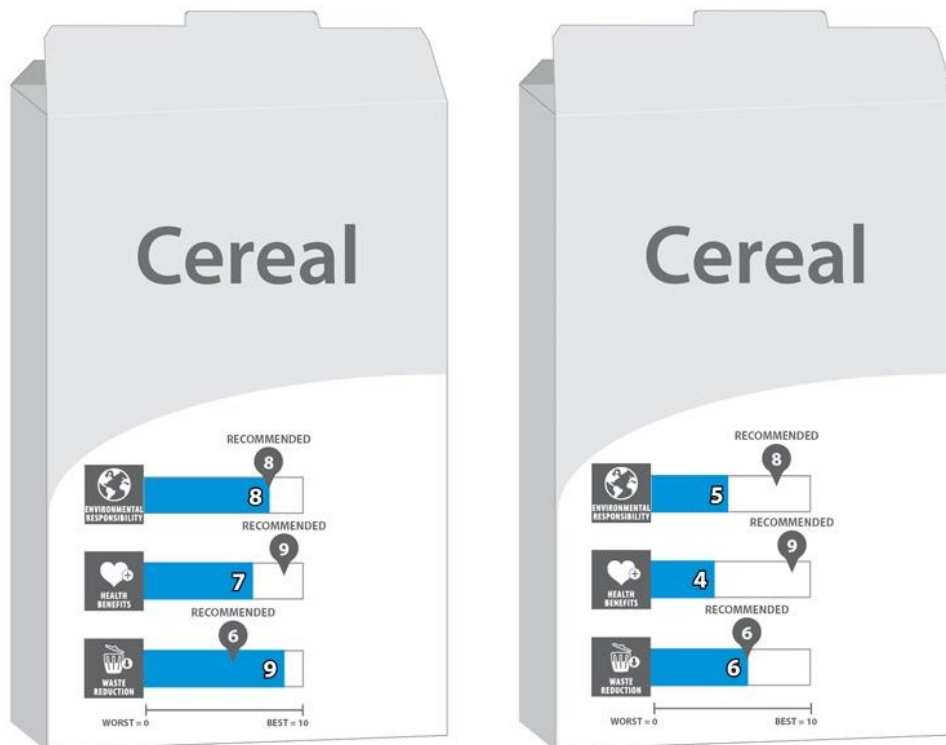 Cereal
RECOMMENDED
8
8
ENVIRONMENTAL
RESPONSIBILITY
RECOMMENDED
9
7
HEALTH
BENEFITS
RECOMMENDED
6
9
WASTE
REDUCTION
WORST = 0
BEST = 10
Cereal
RECOMMENDED
8
5
ENVIRONMENTAL
RESPONSIBILITY
RECOMMENDED
9
4
HEALTH
BENEFITS
RECOMMENDED
6
6
WASTE
REDUCTION
WORST = 0
BEST = 10